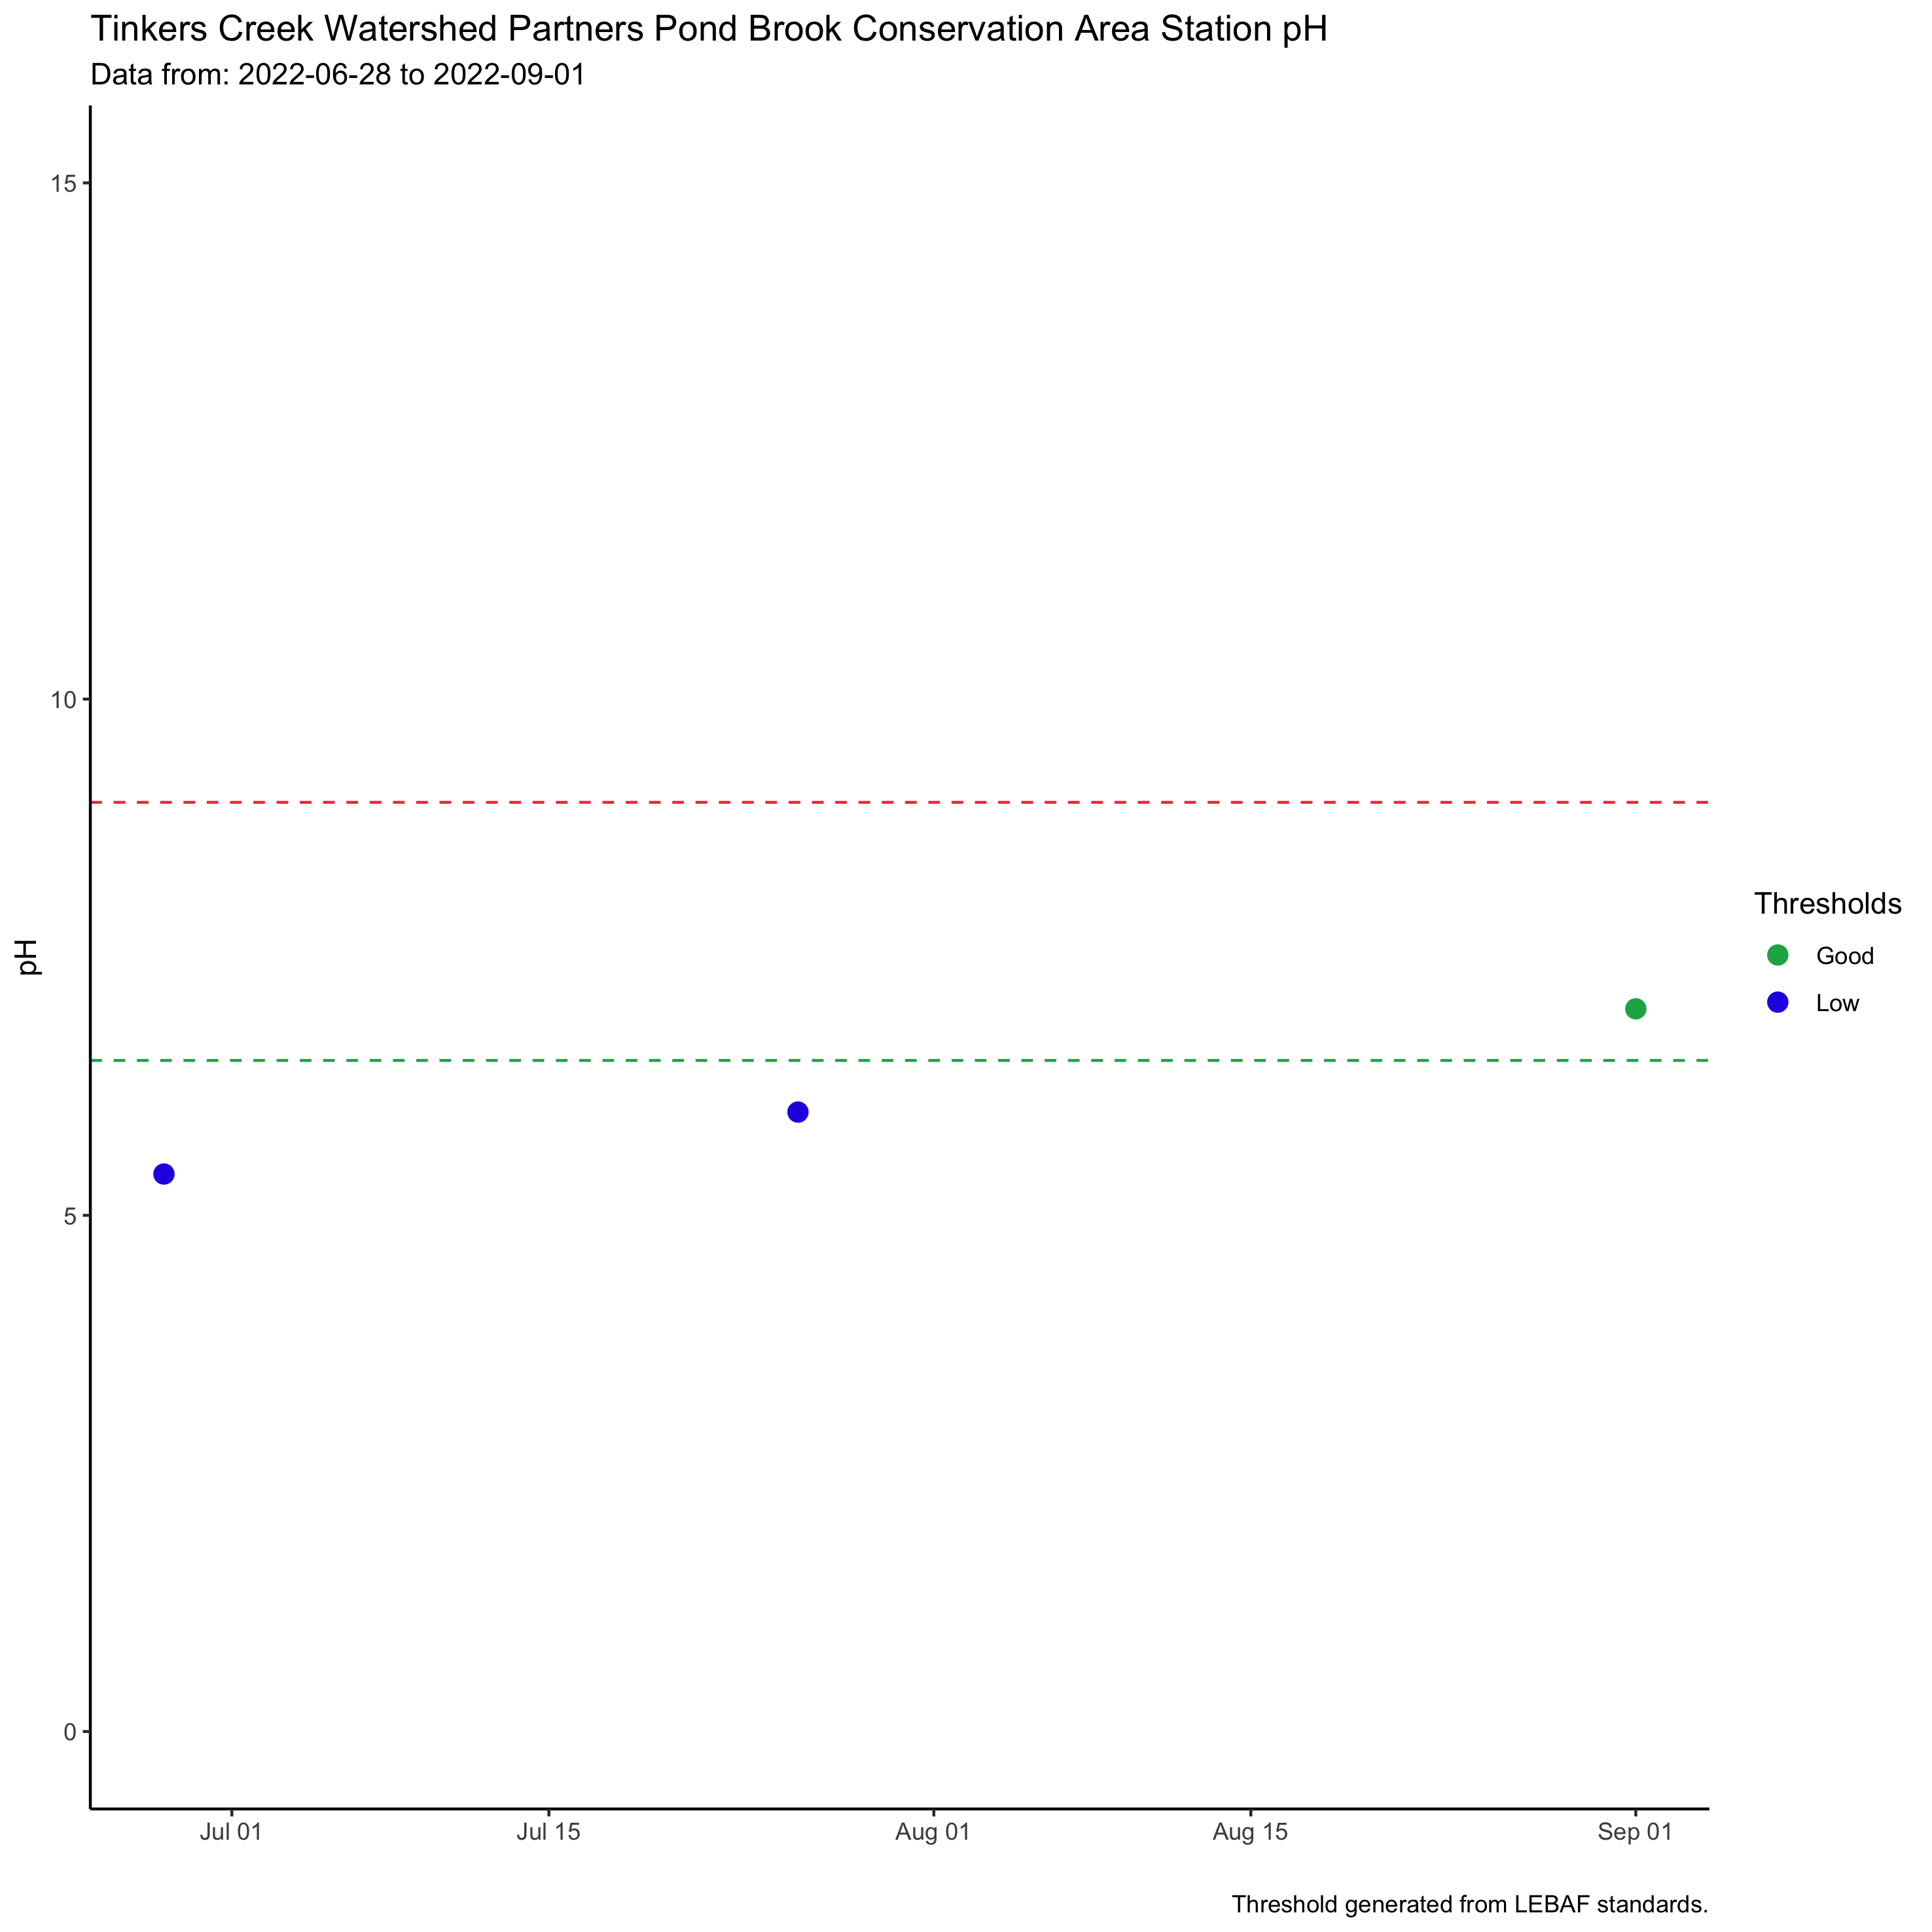 Tinkers Creek Watershed Partners Pond Brook Conservation Area Station pH
Data from: 2022-06-28 to 2022-09-01
15
10
5
0
pH
Jul 01
Jul 15
Aug 01
Aug 15
Sep 01
Thresholds
Good
Low
Threshold generated from LEBAF standards.